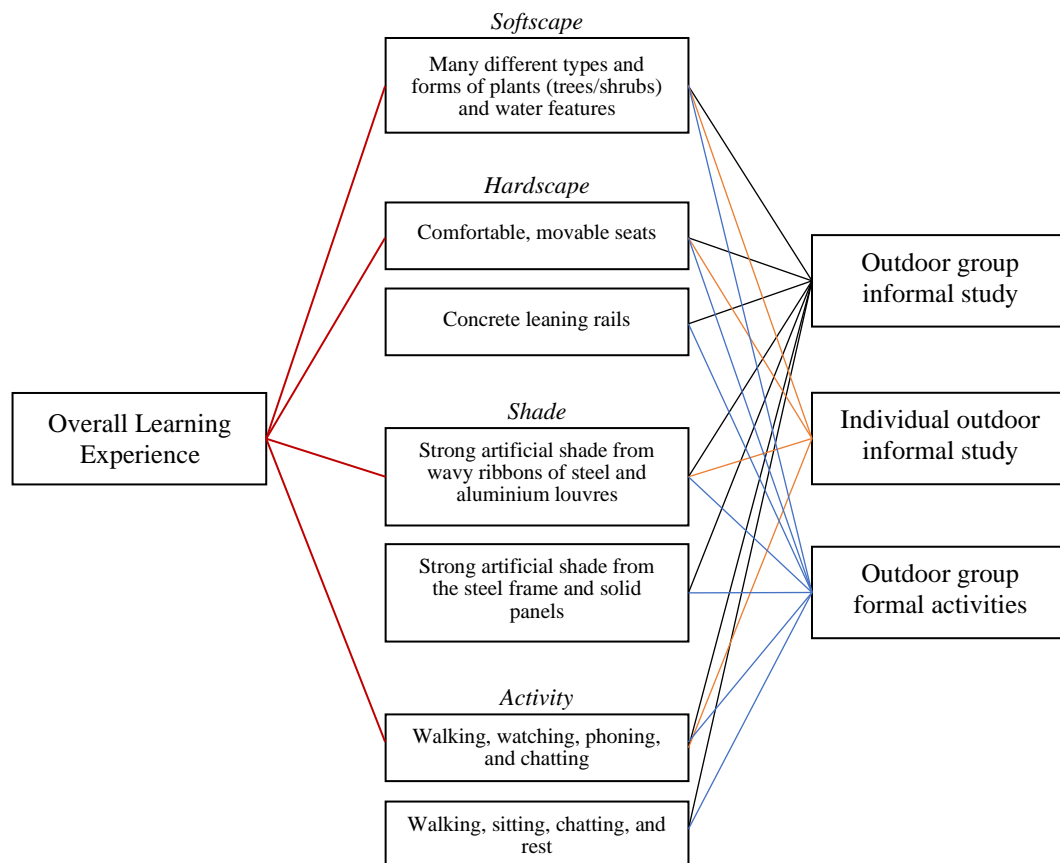 Softscape
Many different types and
forms of plants (trees/shrubs)
and water features
Hardscape
Comfortable, movable seats
Concrete leaning rails
Overall Learning
Experience
Shade
Strong artificial shade from
wavy ribbons of steel and
aluminium louvres
Strong artificial shade from
the steel frame and solid
panels
Activity
Walking, watching, phoning,
and chatting
Walking, sitting, chatting, and
rest
Outdoor group
informal study
Individual outdoor
informal study
Outdoor group
formal activities